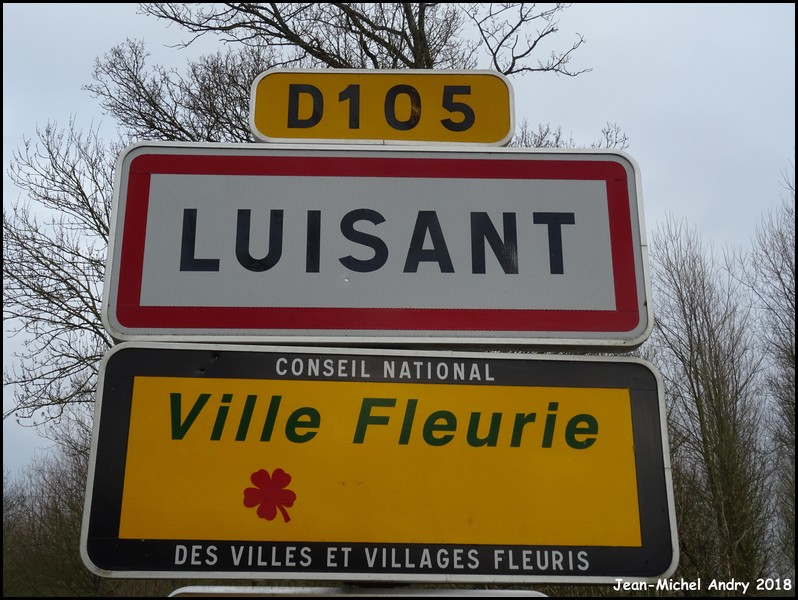 D105
LUISANT
CONSEIL NATIONAL
Ville Fleurie
DES VILLES ET VILLAGES FLEURIS
Jean-Michel Andry 2018